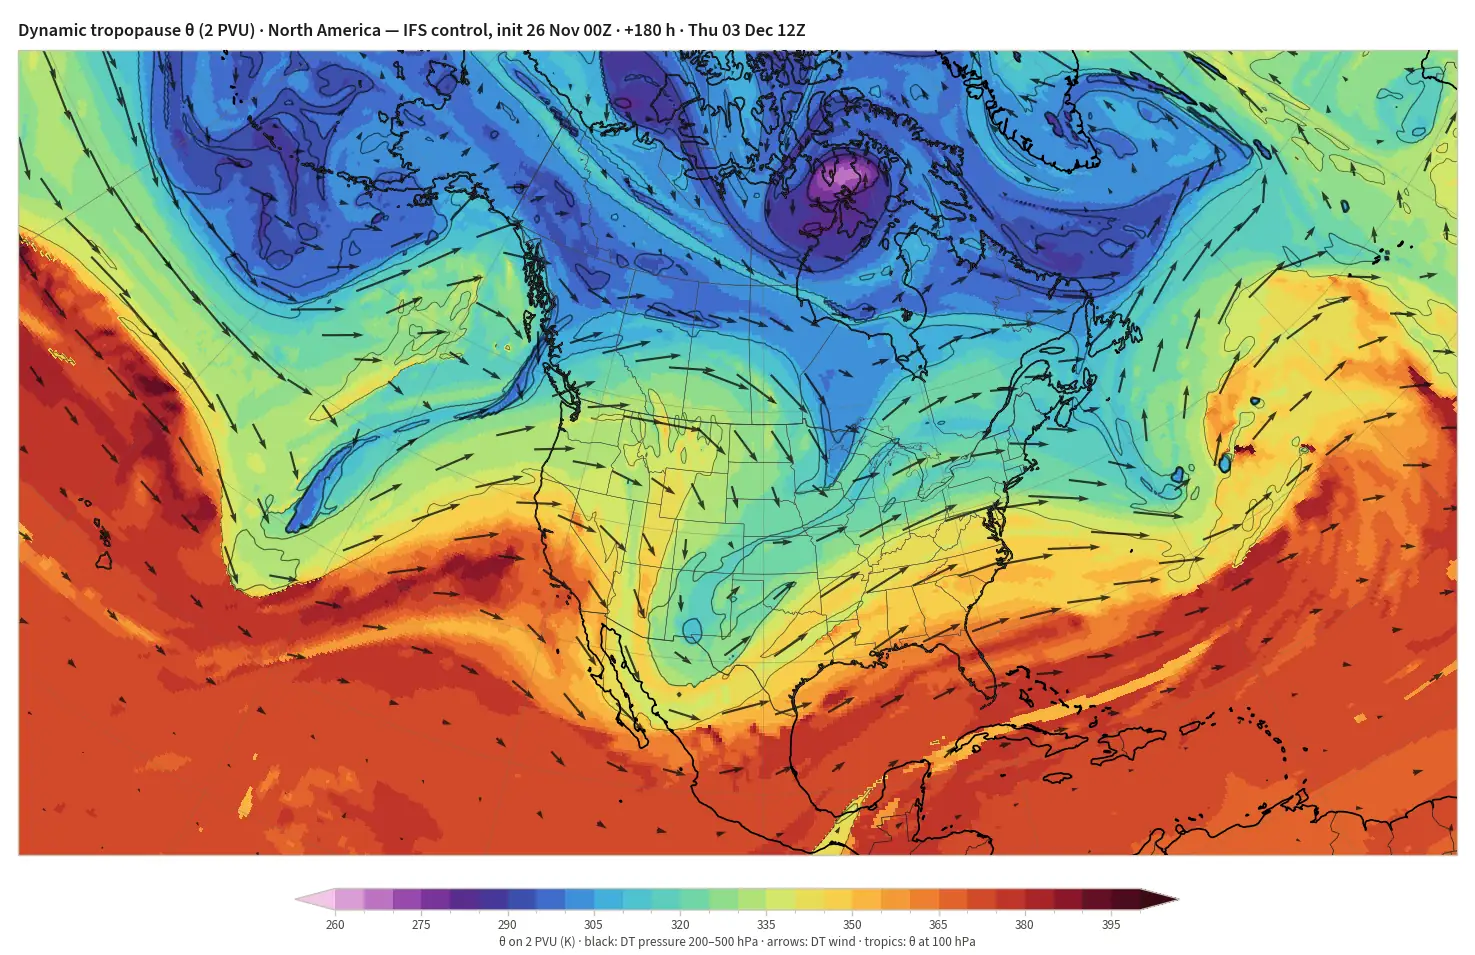 Dynamic tropopause θ (2 PVU) · North America — IFS control, init 26 Nov 00Z · +180 h · Thu 03 Dec 12Z
260 275 290 305 320 335 350 365 380 395
θ on 2 PVU (K) · black: DT pressure 200–500 hPa · arrows: DT wind · tropics: θ at 100 hPa